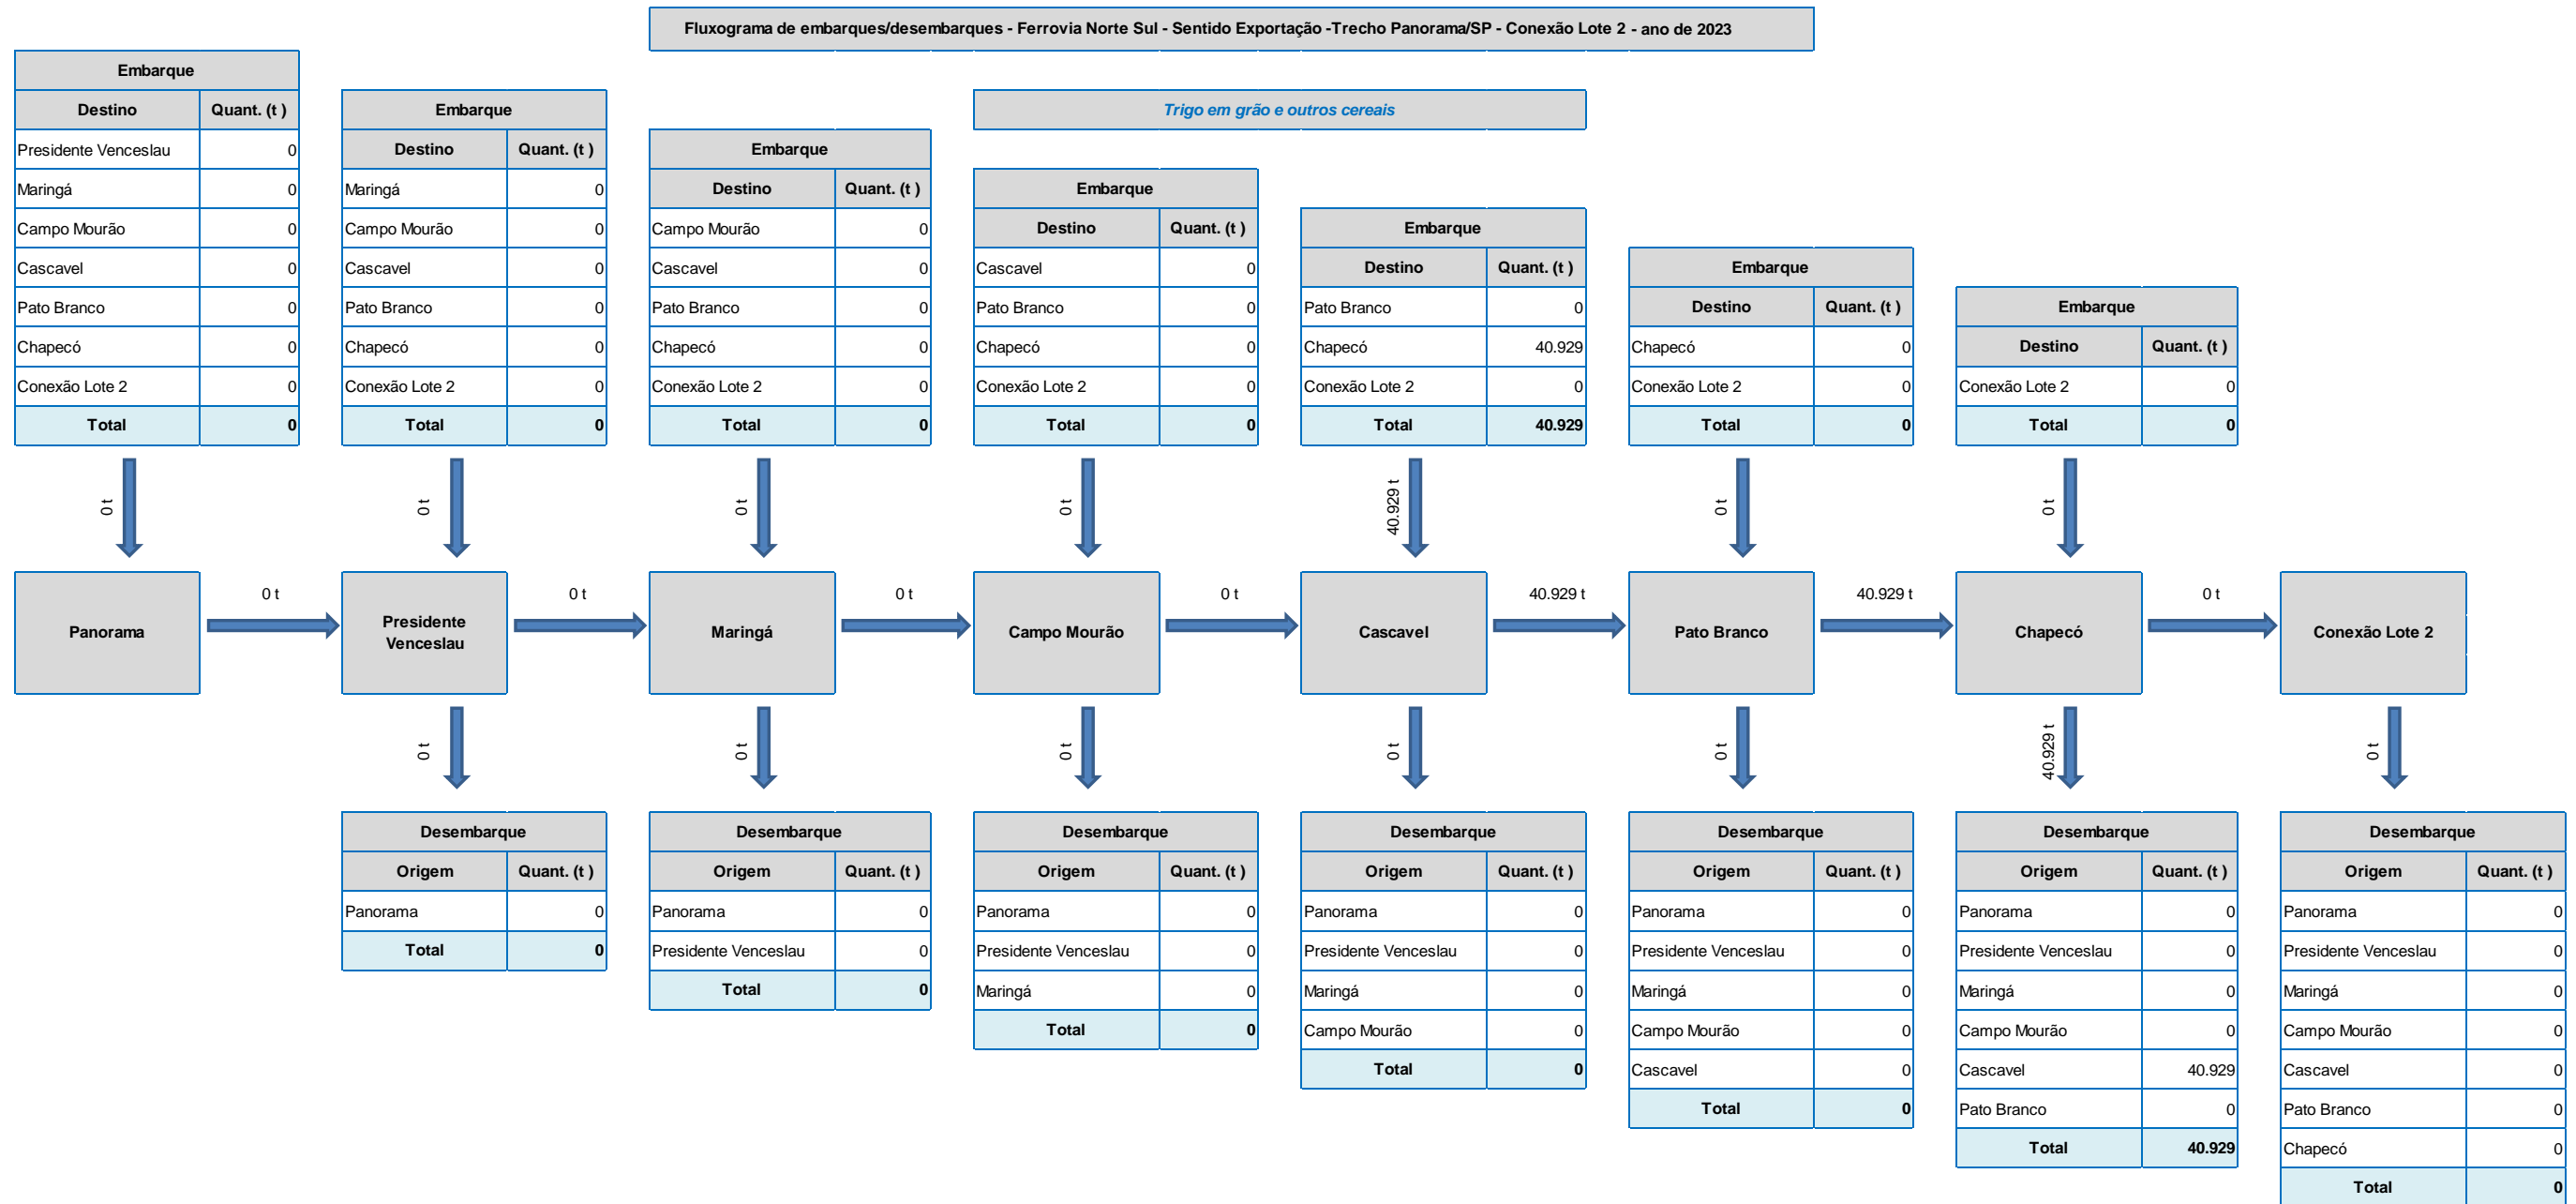 Fluxograma de embarques/desembarques - Ferrovia Norte Sul - Sentido Exportação -Trecho Panorama/SP - Conexão Lote 2 - ano de 2023
Trigo em grão e outros cereais
Embarque
Destino Quant. (t )
Presidente Venceslau 0
Maringá 0
Campo Mourão 0
Cascavel 0
Pato Branco 0
Chapecó 0
Conexão Lote 2 0
Total 0
Embarque
Destino Quant. (t )
Maringá 0
Campo Mourão 0
Cascavel 0
Pato Branco 0
Chapecó 0
Conexão Lote 2 0
Total 0
Embarque
Destino Quant. (t )
Campo Mourão 0
Cascavel 0
Pato Branco 0
Chapecó 0
Conexão Lote 2 0
Total 0
Embarque
Destino Quant. (t )
Cascavel 0
Pato Branco 0
Chapecó 0
Conexão Lote 2 0
Total 0
Embarque
Destino Quant. (t )
Pato Branco 0
Chapecó 40.929
Conexão Lote 2 0
Total 40.929
Embarque
Destino Quant. (t )
Chapecó 0
Conexão Lote 2 0
Total 0
Embarque
Destino Quant. (t )
Conexão Lote 2 0
Total 0
0 t
0 t
0 t
0 t
40.929 t
0 t
0 t
Panorama
0 t
Presidente
Venceslau
0 t
Maringá
0 t
Campo Mourão
0 t
Cascavel
40.929 t
Pato Branco
40.929 t
Chapecó
0 t
Conexão Lote 2
0 t
0 t
0 t
0 t
0 t
40.929 t
0 t
Desembarque
Origem Quant. (t )
Panorama 0
Total 0
Desembarque
Origem Quant. (t )
Panorama 0
Presidente Venceslau 0
Total 0
Desembarque
Origem Quant. (t )
Panorama 0
Presidente Venceslau 0
Maringá 0
Total 0
Desembarque
Origem Quant. (t )
Panorama 0
Presidente Venceslau 0
Maringá 0
Campo Mourão 0
Total 0
Desembarque
Origem Quant. (t )
Panorama 0
Presidente Venceslau 0
Maringá 0
Campo Mourão 0
Cascavel 0
Total 0
Desembarque
Origem Quant. (t )
Panorama 0
Presidente Venceslau 0
Maringá 0
Campo Mourão 0
Cascavel 40.929
Pato Branco 0
Total 40.929
Desembarque
Origem Quant. (t )
Panorama 0
Presidente Venceslau 0
Maringá 0
Campo Mourão 0
Cascavel 0
Pato Branco 0
Chapecó 0
Total 0